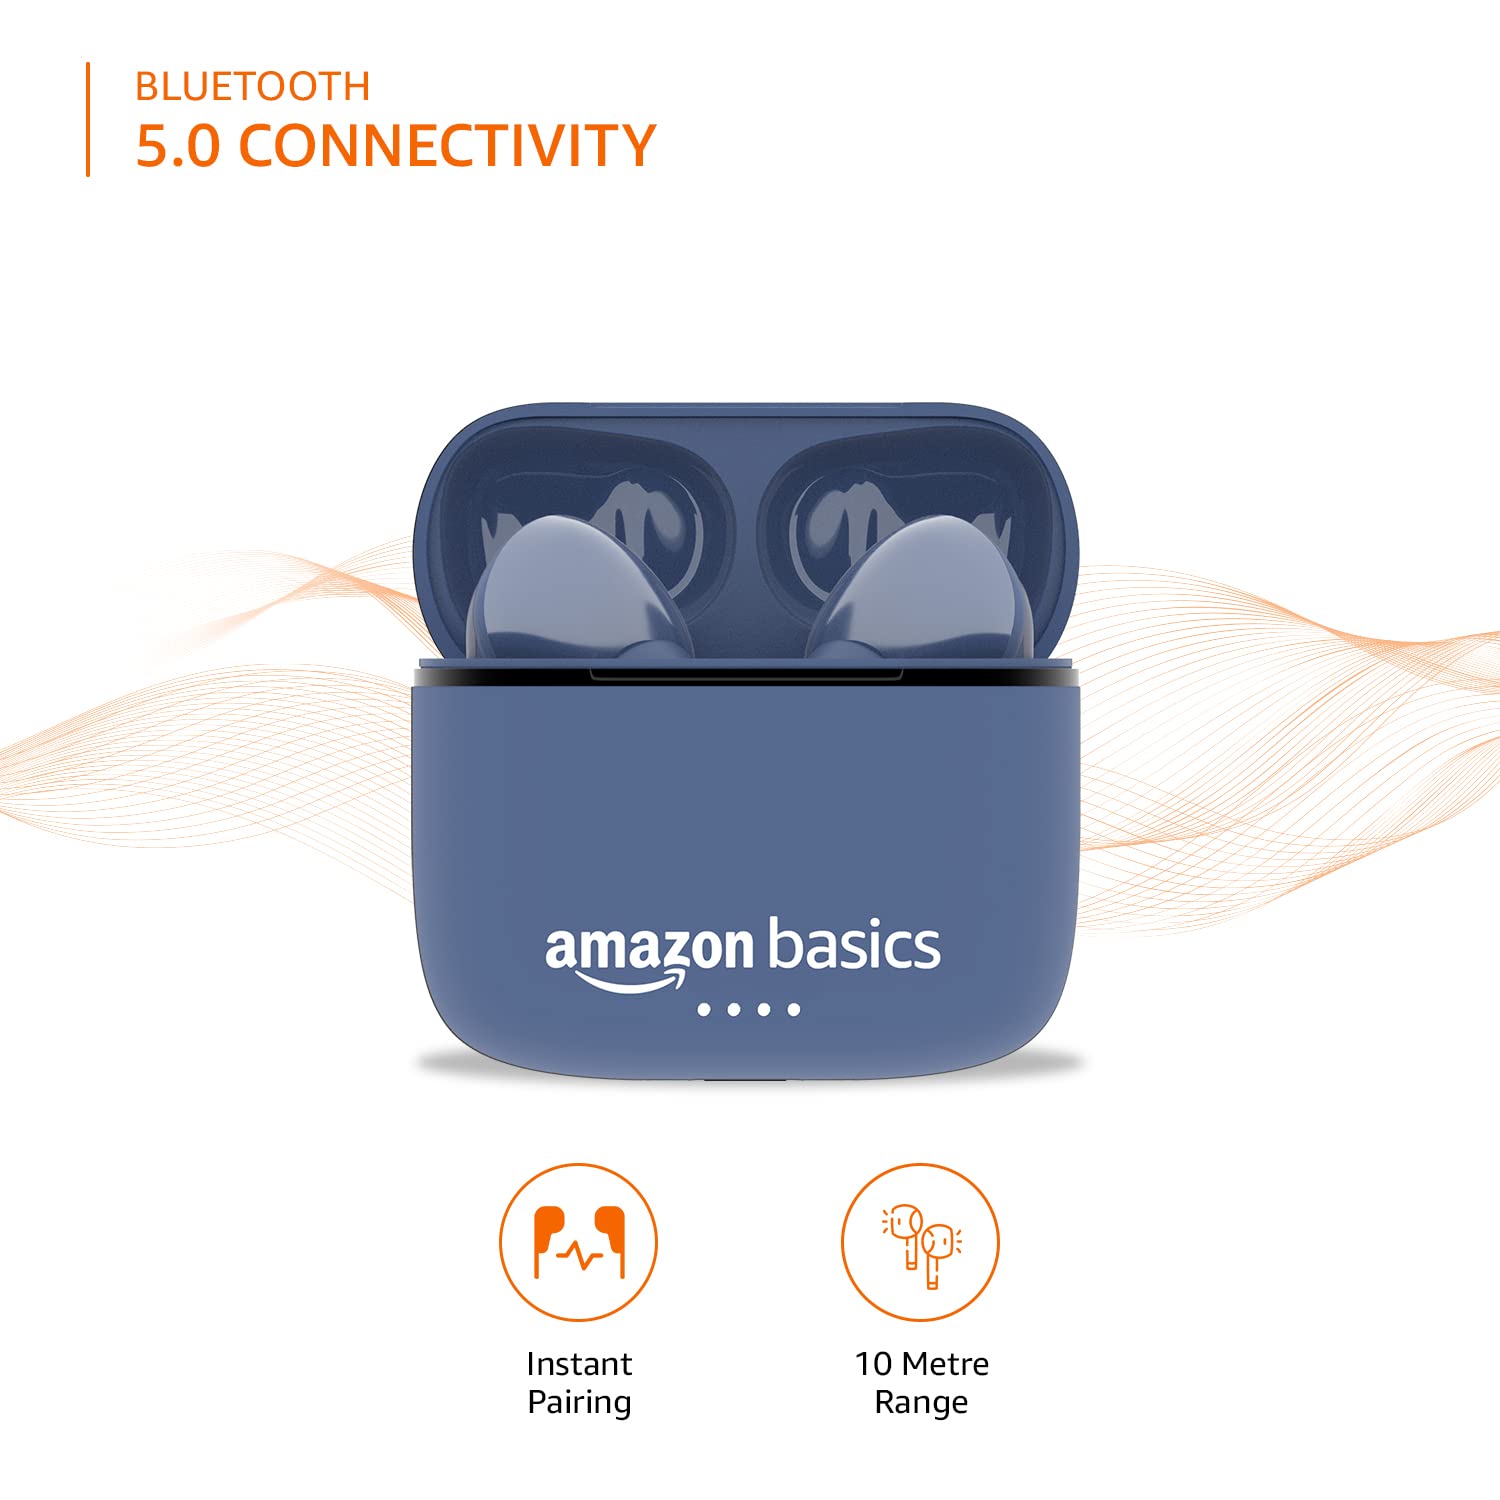 BLUETOOTH
5.0 CONNECTIVITY
amazon basics
Instant
Pairing
10 Metre
Range